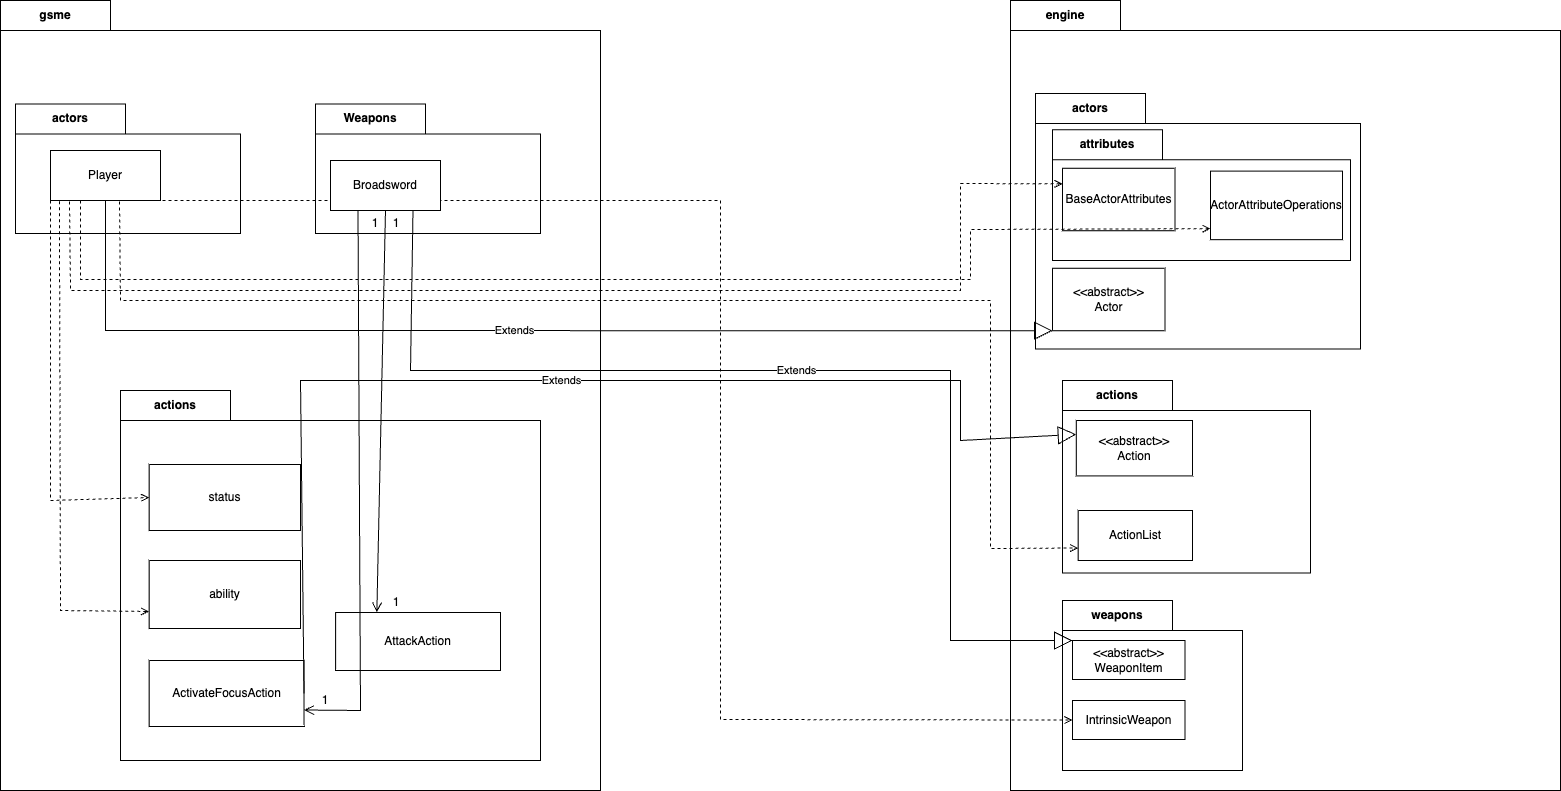 gsme
engine
actors
Weapons
actors
attributes
Player
Broadsword
BaseActorAttributes
ActorAttributeOperations
1
1
<<abstract>>
Actor
Extends
Extends
Extends
actions
actions
<<abstract>>
Action
status
ActionList
ability
1
AttackAction
weapons
<<abstract>>
WeaponItem
ActivateFocusAction
1
IntrinsicWeapon